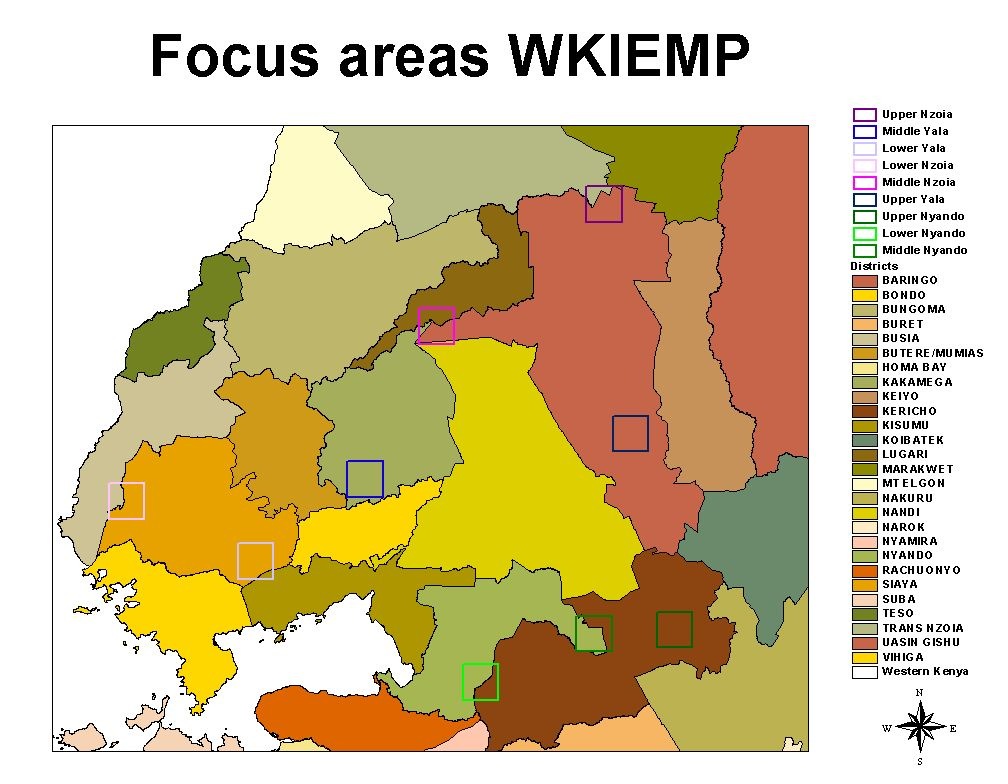 Focus areas WKIEMP
Upper Nzoia
Middle Yala
Lower Yala
Lower Nzoia
Middle Nzoia
Upper Yala
Upper Nyando
Lower Nyando
Middle Nyando
Districts
BARINGO
BONDO
BUNGOMA
BURET
BUSIA
BUTERE/MUMIAS
HOMA BAY
KAKAMEGA
KEIYO
KERICHO
KISUMU
KOIBATEK
LUGARI
MARAKWET
MT ELGON
NAKURU
NANDI
NAROK
NYAMIRA
NYANDO
RACHUONYO
SIAYA
SUBA
TESO
TRANS NZOIA
UASIN GISHU
VIHIGA
Western Kenya
N
W E
S